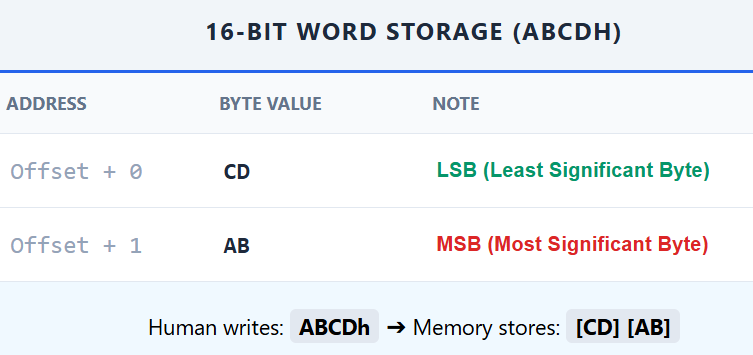 16-BIT WORD STORAGE (ABCDH)
ADDRESS BYTE VALUE NOTE
Offset + 0 CD LSB (Least Significant Byte)
Offset + 1 AB MSB (Most Significant Byte)
Human writes: ABCDh ➔ Memory stores: [CD] [AB]